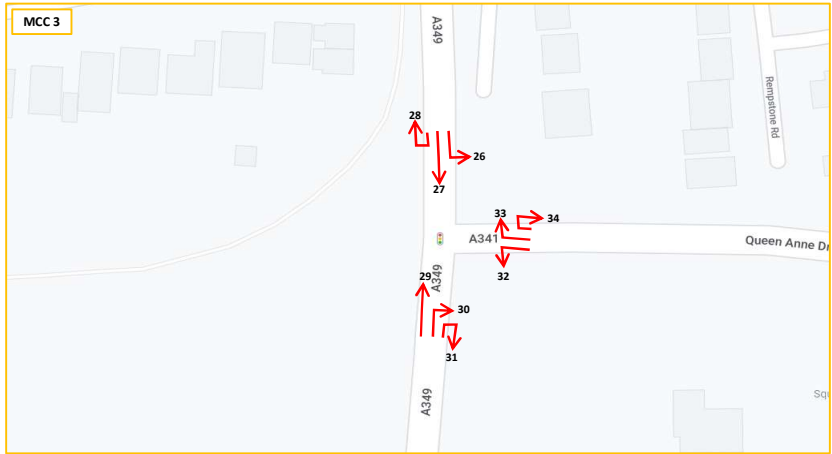 MCC 3
A349
28
26
27
Rempstone Rd
33
34
A341
Queen Anne Dr
32
A349
29
30
31
A349
Squ